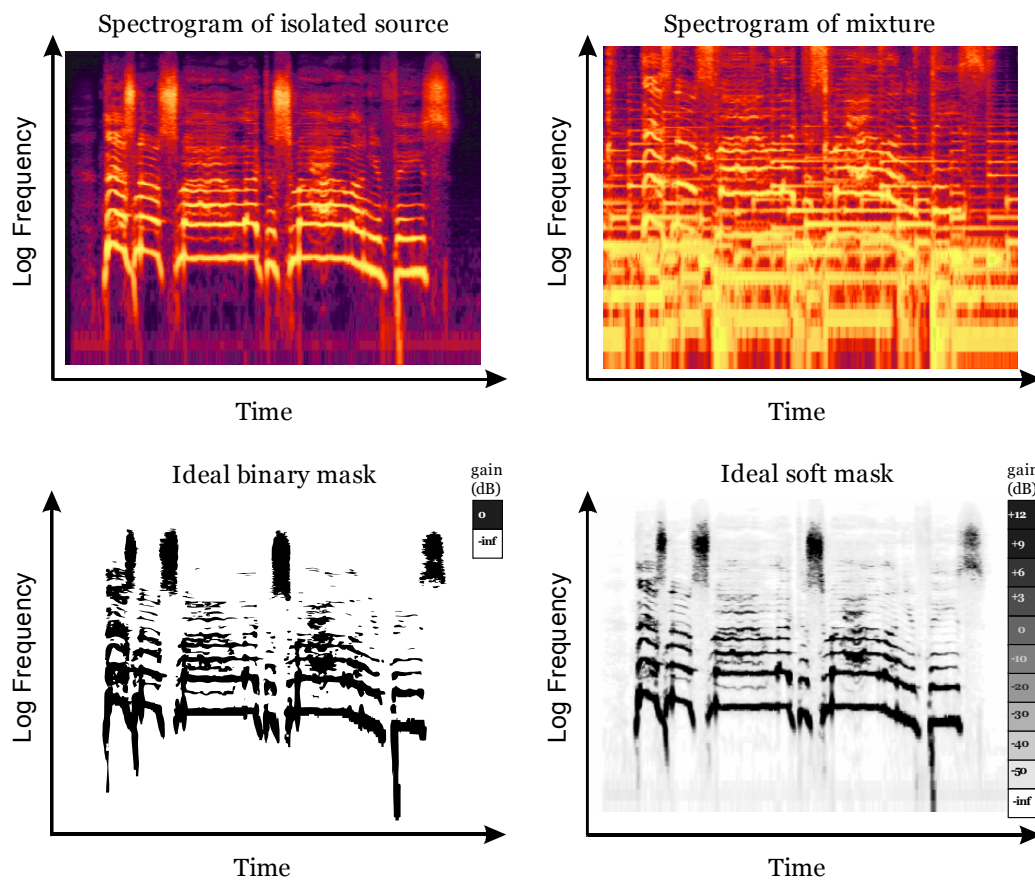 Spectrogram of isolated source
Log Frequency
Time
Spectrogram of mixture
Log Frequency
Time
Ideal binary mask
gain
(dB)
0
-inf
Log Frequency
Time
Ideal soft mask
gain
(dB)
+12
+9
+6
+3
0
-10
-20
-30
-40
-50
-inf
Log Frequency
Time